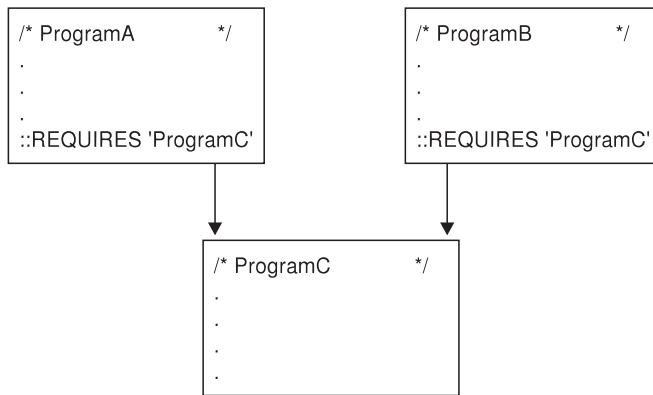 /* ProgramA */
.
.
.
::REQUIRES 'ProgramC'
/* ProgramB */
.
.
.
::REQUIRES 'ProgramC'
/* ProgramC */
.
.
.
.